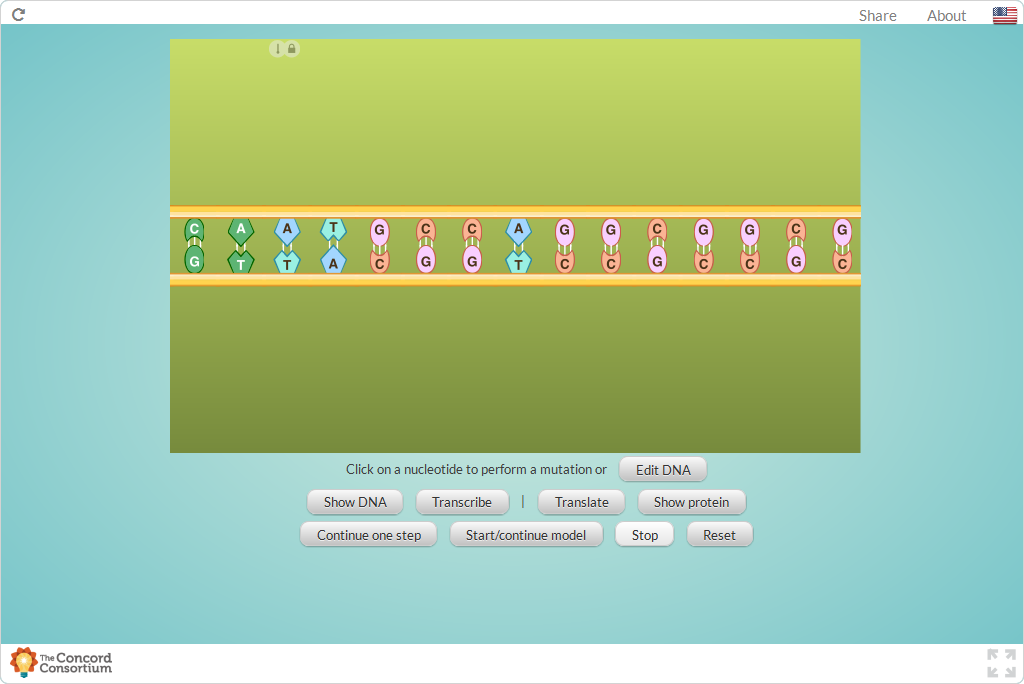 Share About
C A A T G C C A G G C G G C G
G T T A C G G T C C G C C G C
Click on a nucleotide to perform a mutation or Edit DNA
Show DNA Transcribe | Translate Show protein
Continue one step Start/continue model Stop Reset
The Concord
Consortium